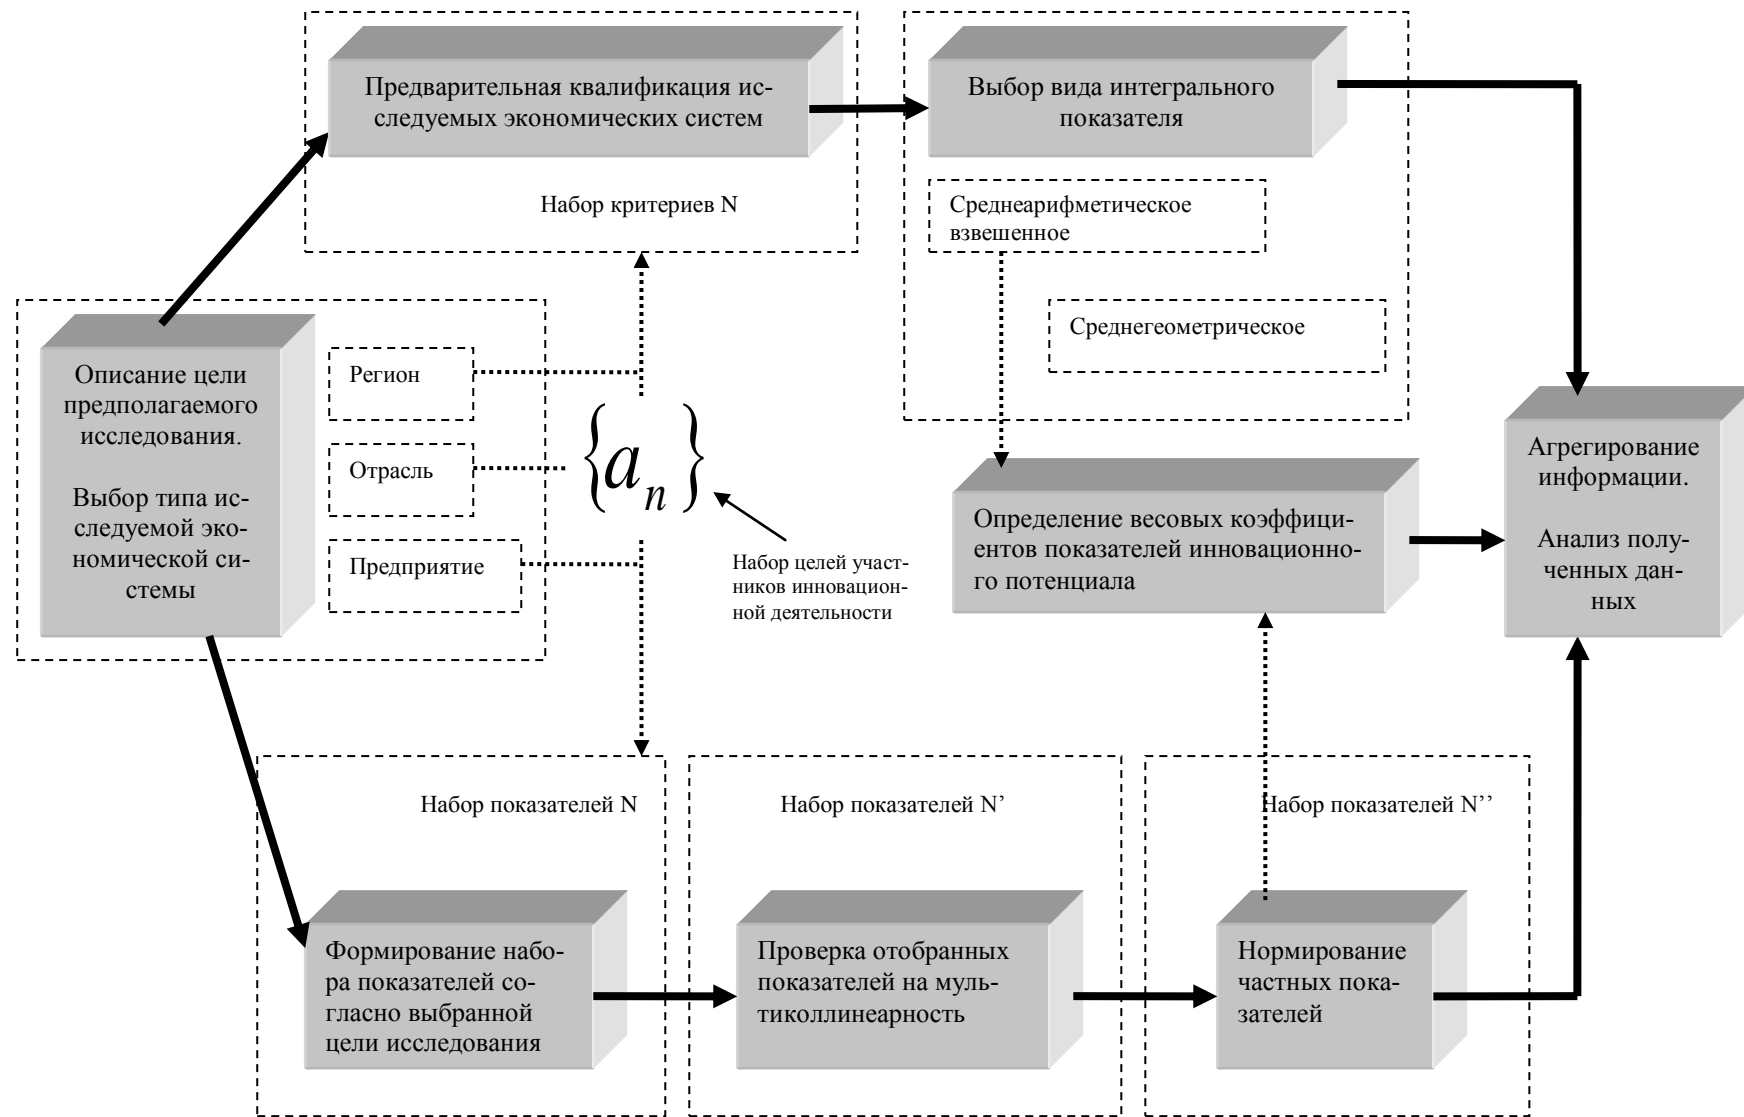 Предварительная квалификация ис-
следуемых экономических систем
Набор критериев N
Выбор вида интегрального
показателя
Среднеарифметическое
взвешенное
Среднегеометрическое
Описание цели
предполагаемого
исследования.
Выбор типа ис-
следуемой эко-
номической си-
стемы
Регион
Отрасль
Предприятие
{aₙ}
Набор целей участ-
ников инновацион-
ной деятельности
Определение весовых коэффици-
ентов показателей инновационно-
го потенциала
Агрегирование
информации.
Анализ полу-
ченных дан-
ных
Набор показателей N
Формирование набо-
ра показателей со-
гласно выбранной
цели исследования
Набор показателей N’
Проверка отобранных
показателей на муль-
тиколлинеарность
Набор показателей N’’
Нормирование
частных пока-
зателей